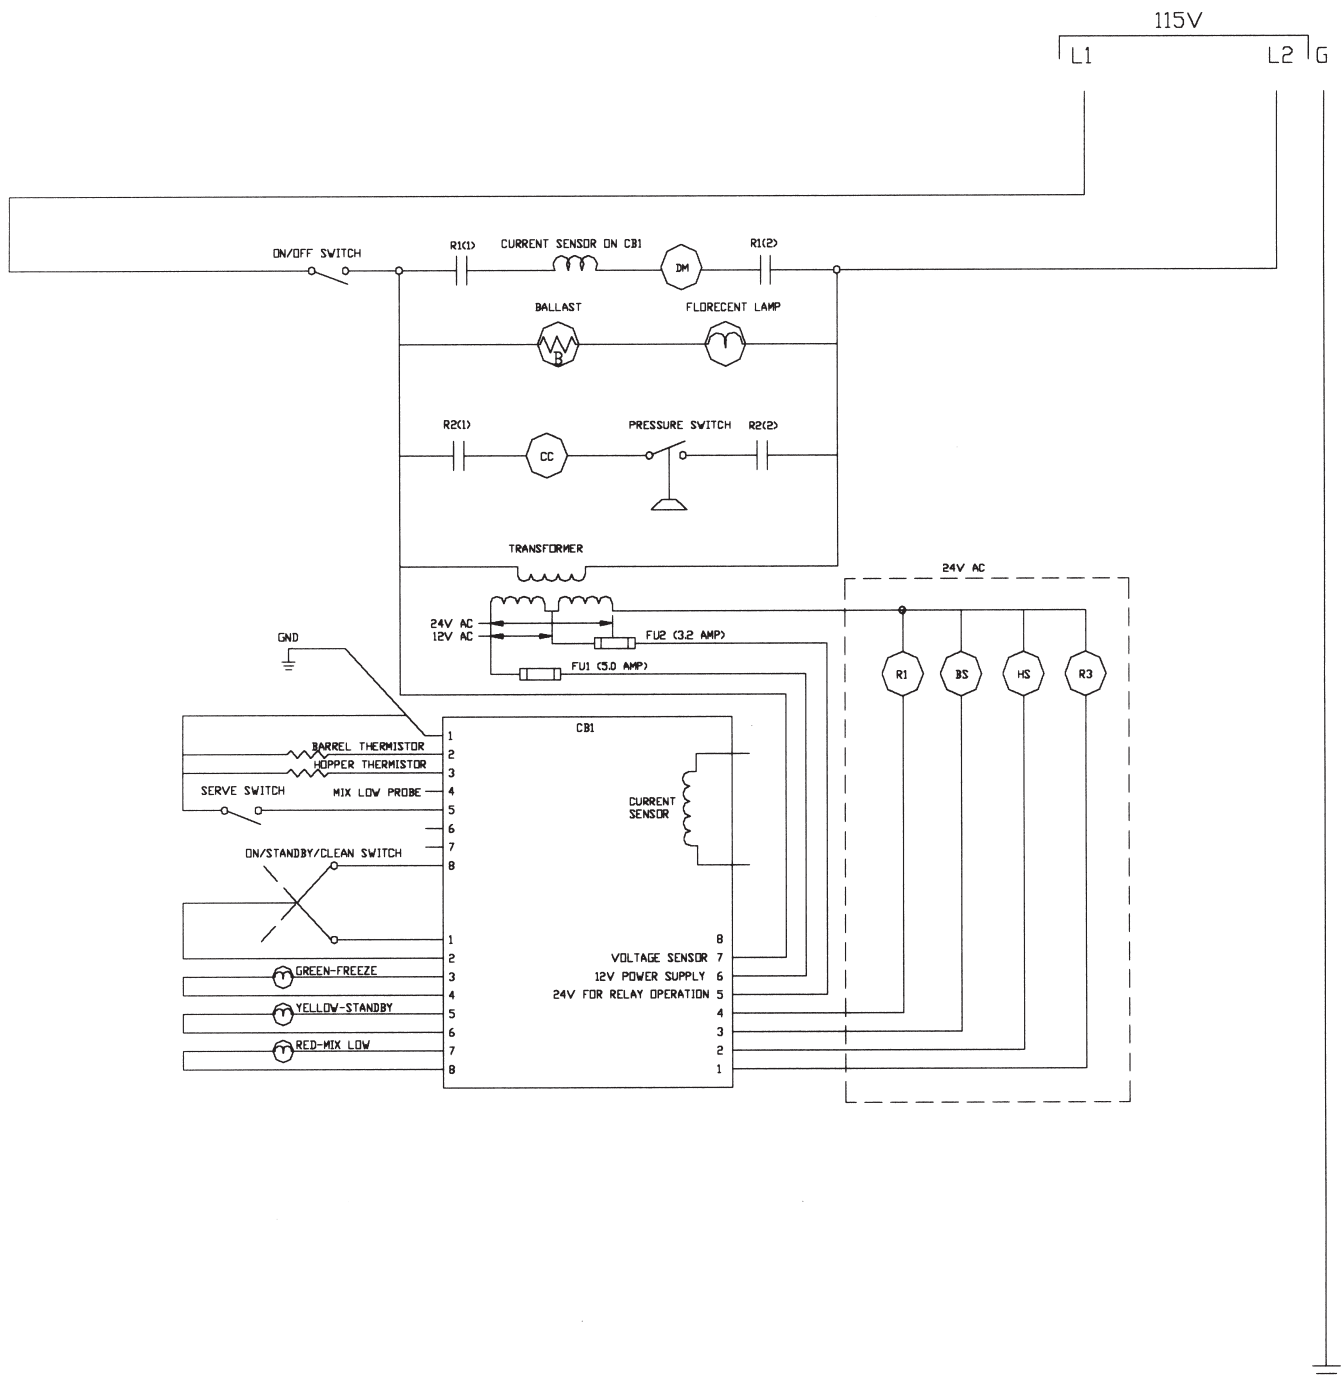 115V
L1
L2
G
ON/OFF SWITCH
R1(1)
CURRENT SENSOR ON CB1
R1(2)
DM
BALLAST
FLORECENT LAMP
B
R2(1)
PRESSURE SWITCH
R2(2)
CC
TRANSFORMER
24V AC
24V AC
12V AC
GND
FU2 (3.2 AMP)
FU1 (5.0 AMP)
R1
BS
HS
R3
CB1
1
BARREL THERMISTOR
2
HOPPER THERMISTOR
3
SERVE SWITCH
MIX LOW PROBE
4
CURRENT
SENSOR
5
6
7
ON/STANDBY/CLEAN SWITCH
8
1
8
2
VOLTAGE SENSOR 7
GREEN-FREEZE
3
12V POWER SUPPLY 6
4
24V FOR RELAY OPERATION 5
YELLOW-STANDBY
5
4
6
3
RED-MIX LOW
7
2
8
1